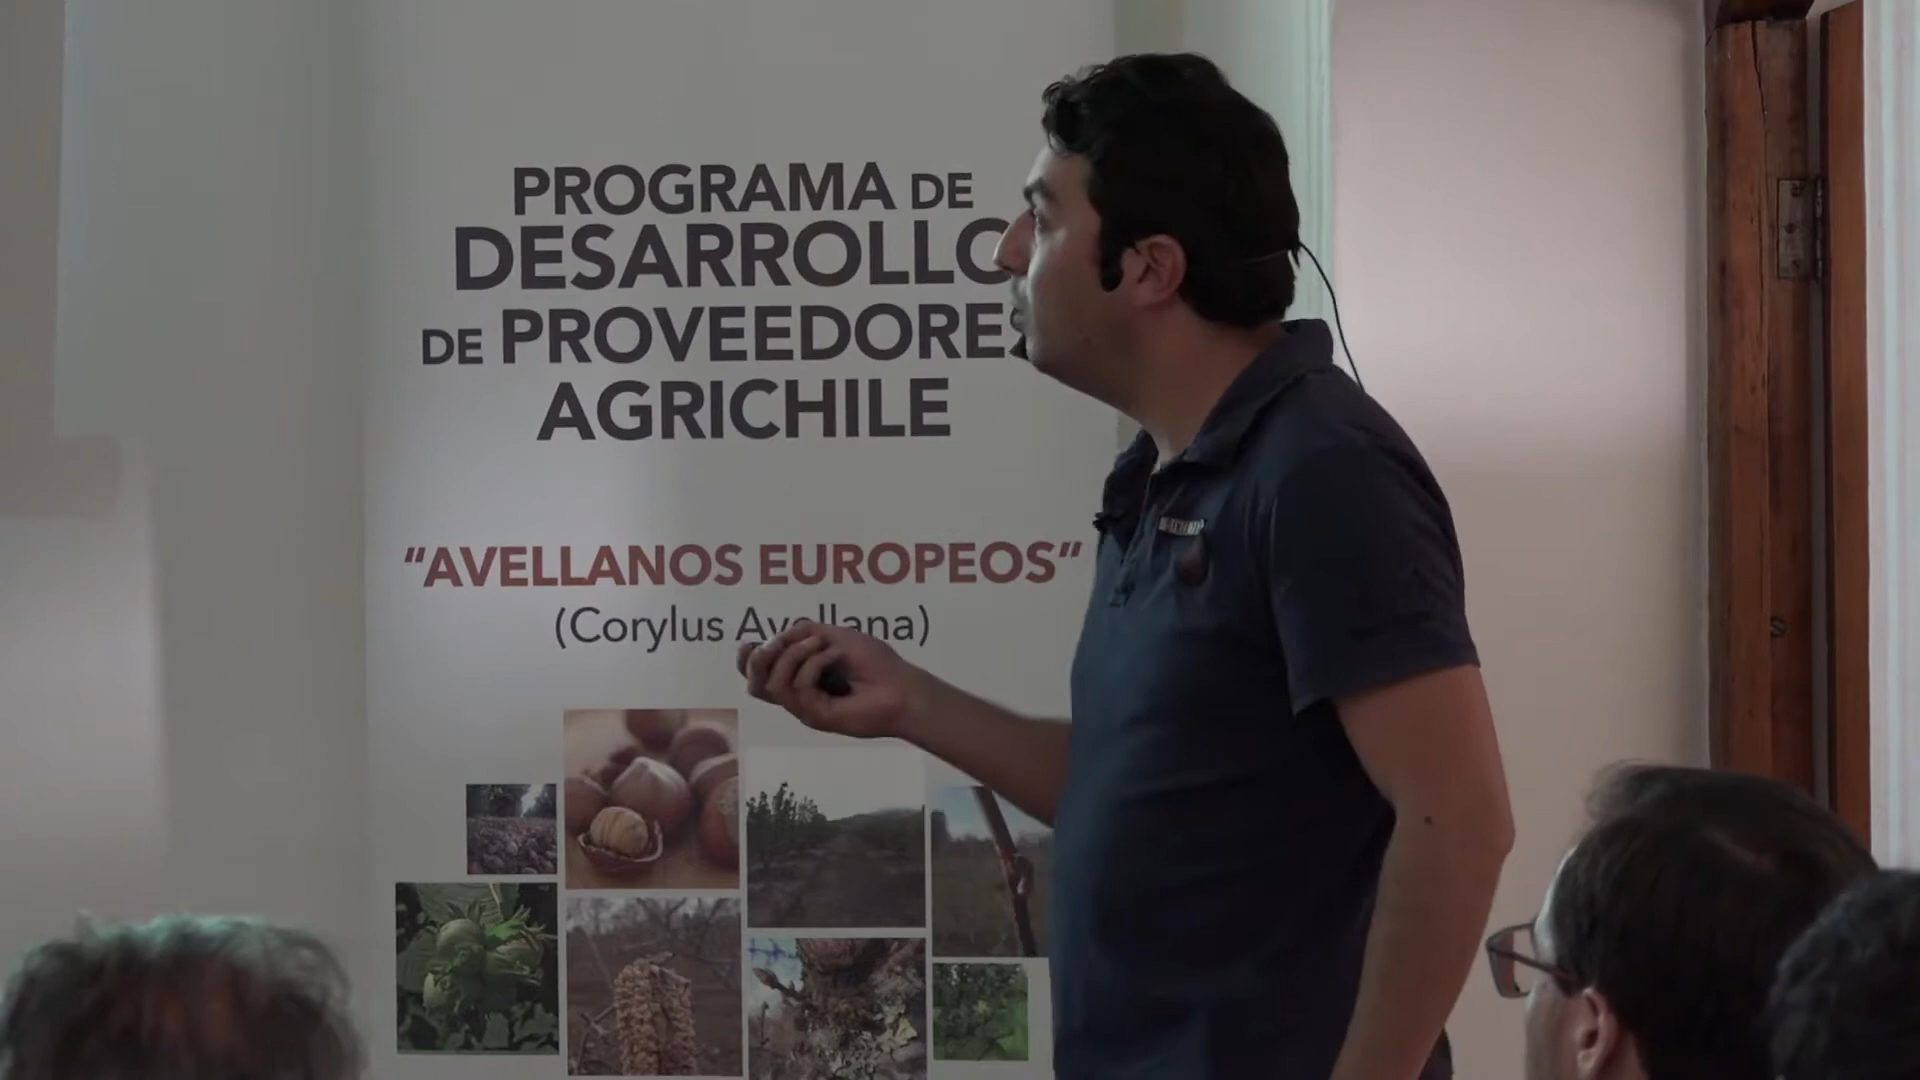 PROGRAMA DE
DESARROLLO
DE PROVEEDORES
AGRICHILE
“AVELLANOS EUROPEOS”
(Corylus Avellana)